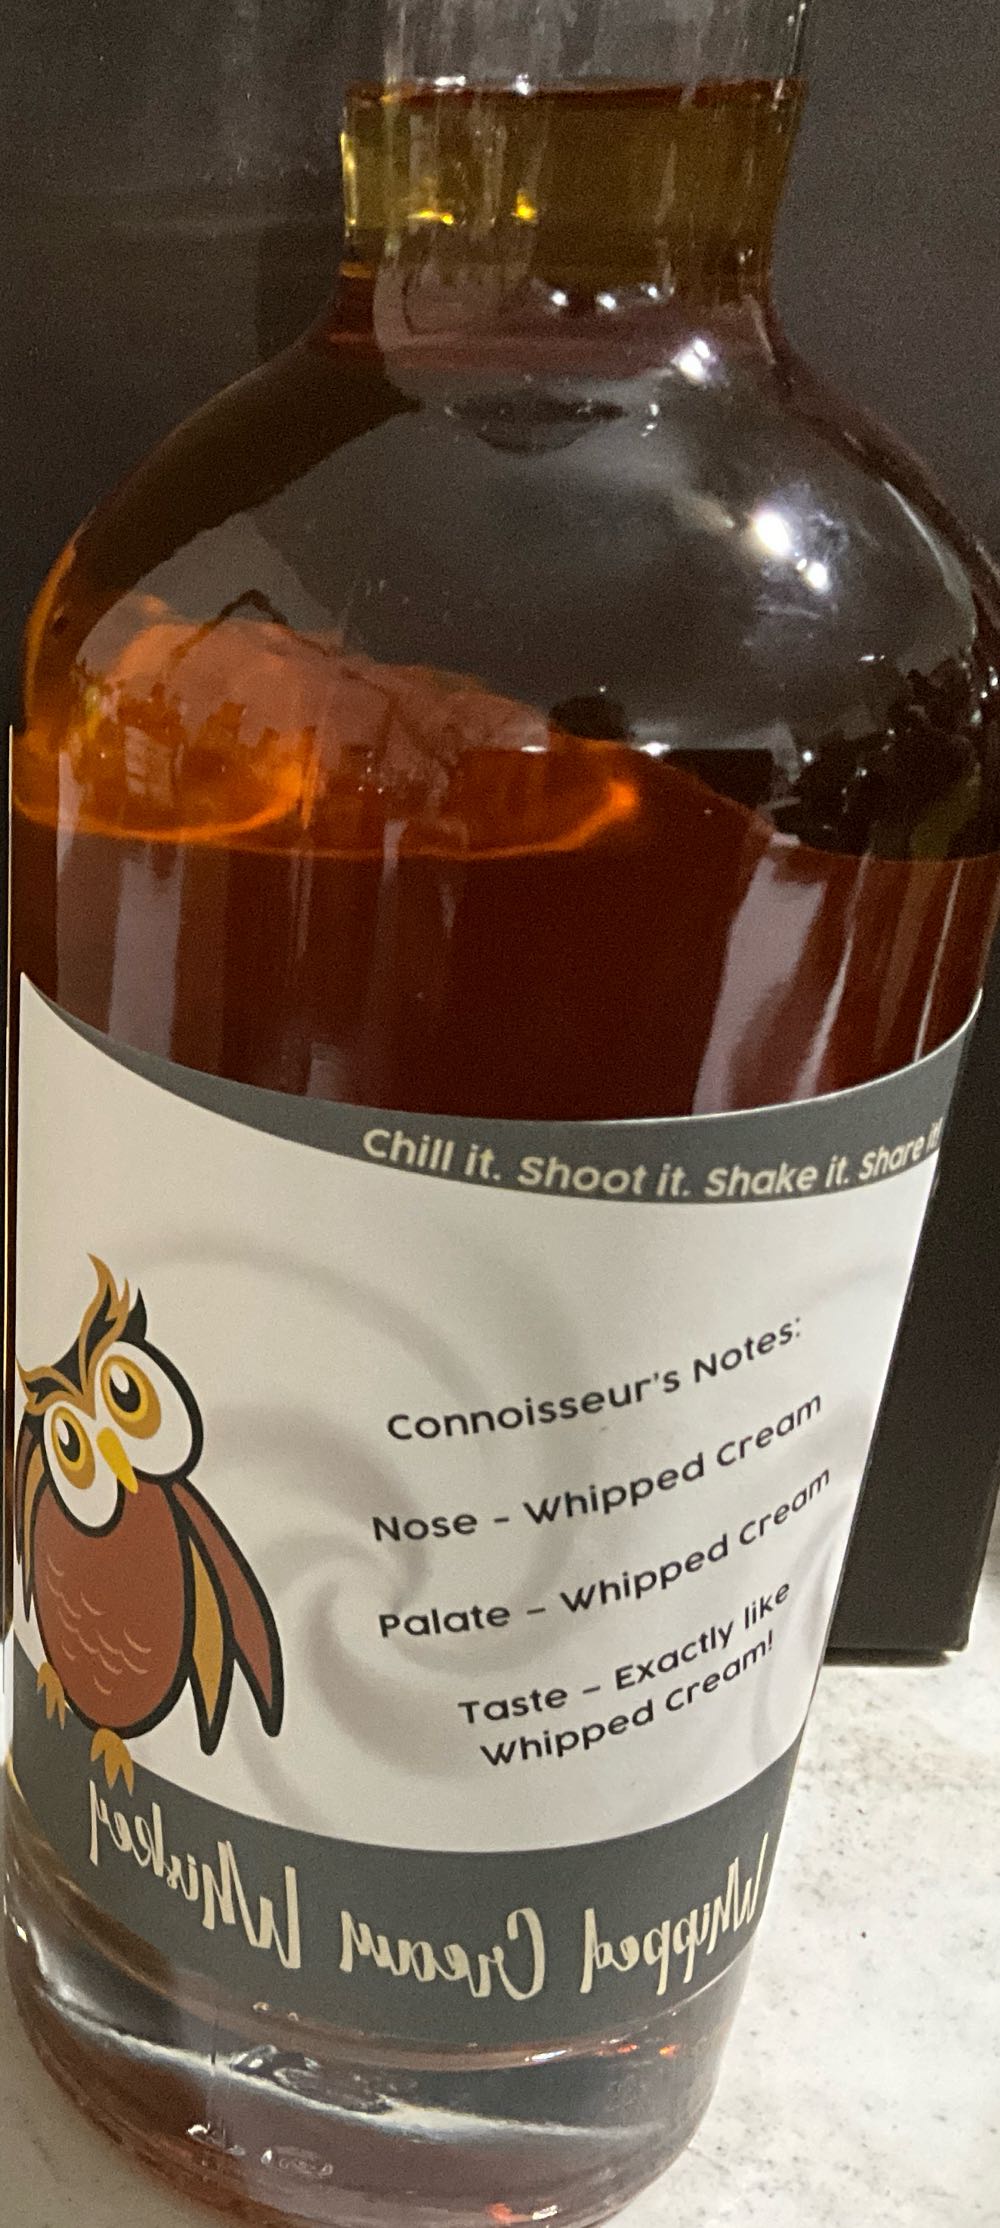 Chill it. Shoot it. Shake it. Share it!
Connoisseur's Notes:
Nose - Whipped Cream
Palate - Whipped Cream
Taste - Exactly like
Whipped Cream!
Whipped Cream Whiskey